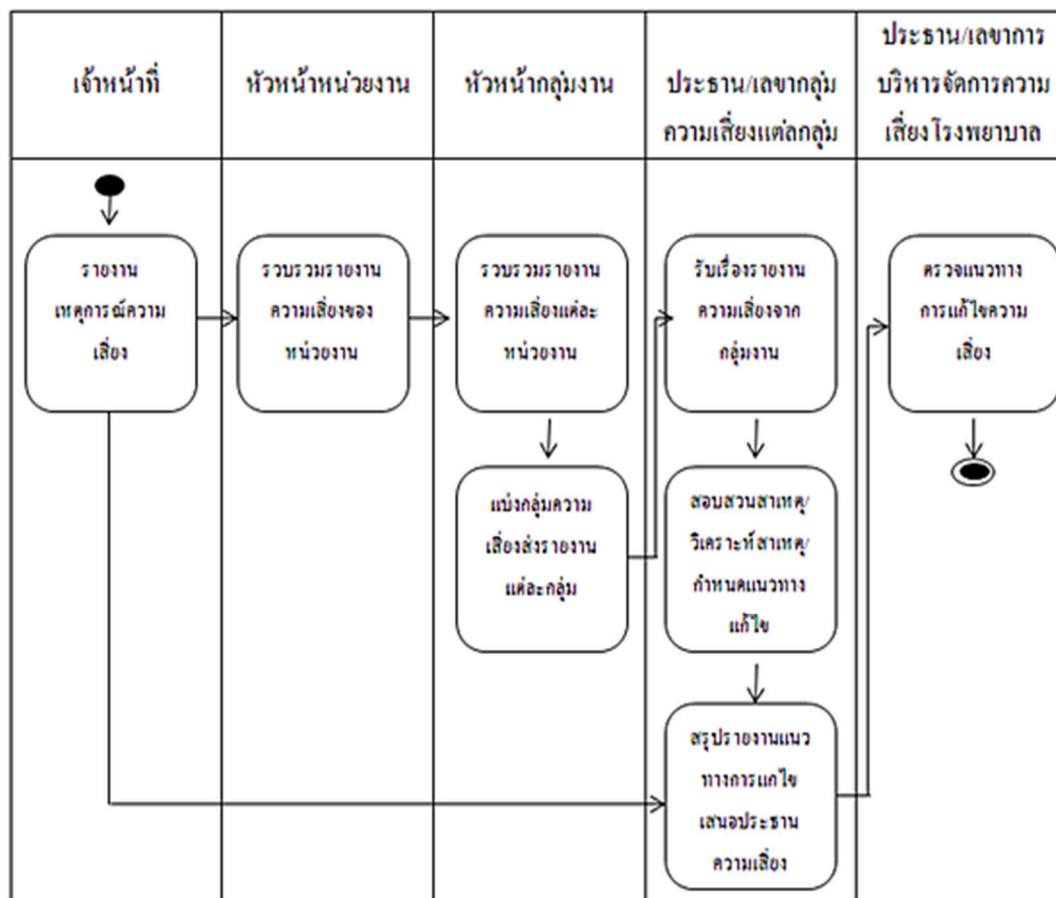 เจ้าหน้าที่
หัวหน้าหน่วยงาน
หัวหน้ากลุ่มงาน
ประธาน/เลขากลุ่ม
ความเสี่ยงแต่ลกลุ่ม
ประธาน/เลขาการ
บริหารจัดการความ
เสี่ยงโรงพยาบาล
รายงาน
เหตุการณ์ความ
เสี่ยง
รวบรวมรายงาน
ความเสี่ยงของ
หน่วยงาน
รวบรวมรายงาน
ความเสี่ยงแต่ละ
หน่วยงาน
รับเรื่องรายงาน
ความเสี่ยงจาก
กลุ่มงาน
ตรวจแนวทาง
การแก้ไขความ
เสี่ยง
แบ่งกลุ่มความ
เสี่ยงส่งรายงาน
แต่ละกลุ่ม
สอบสวนสาเหตุ/
วิเคราะห์สาเหตุ/
กำหนดแนวทาง
แก้ไข
สรุปรายงานแนว
ทางการแก้ไข
เสนอประธาน
ความเสี่ยง